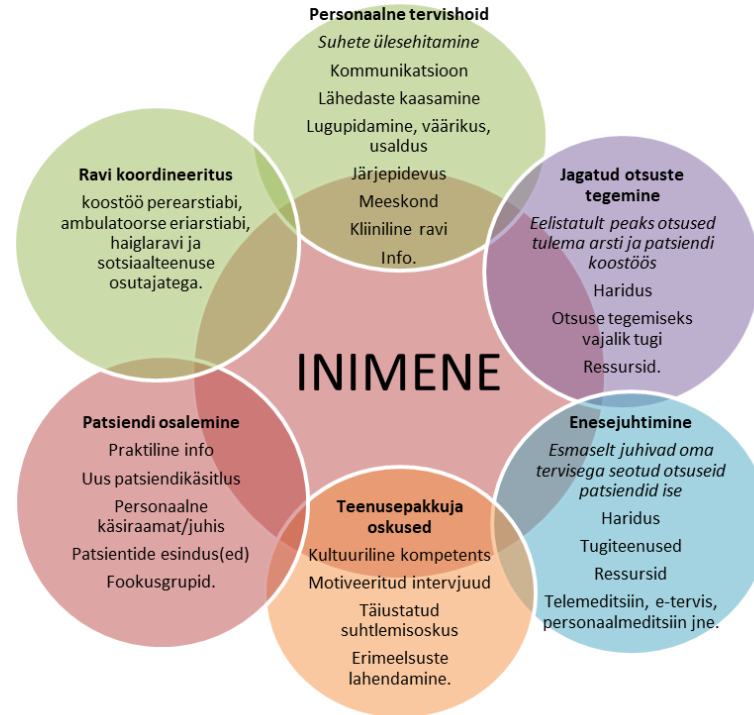 Personaalne tervishoid
Suhete ülesehitamine
Kommunikatsioon
Lähedaste kaasamine
Lugupidamine, väärikus,
usaldus
Järjepidevus
Meeskond
Kliiniline ravi
Info.
Jagatud otsuste
tegemine
Eelistatult peaks otsused
tulema arsti ja patsiendi
koostöös
Haridus
Otsuse tegemiseks
vajalik tugi
Ressursid.
Enesejuhtimine
Esmaselt juhivad oma
tervisega seotud otsuseid
patsiendid ise
Haridus
Tugiteenused
Ressursid
Telemeditsiin, e-tervis,
personaalmeditsiin jne.
Teenusepakkuja
oskused
Kultuuriline kompetents
Motiveeritud intervjuud
Täiustatud
suhtlemisoskus
Erimeelsuste
lahendamine.
Patsiendi osalemine
Praktiline info
Uus patsiendikäsitlus
Personaalne
käsiraamat/juhis
Patsientide esindus(ed)
Fookusgrupid.
Ravi koordineeritus
koostöö perearstiabi,
ambulatoorse eriarstiabi,
haiglaravi ja
sotsiaalteenuse
osutajatega.
INIMENE